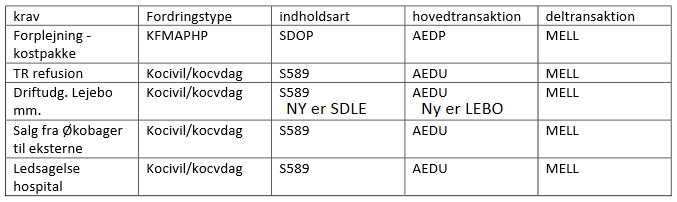 krav Fordringstype indholdsart hovedtransaktion deltransaktion
Forplejning - kostpakke KFMAPHP SDOP AEDP MELL
TR refusion Kocivil/kocvdag S589 AEDU MELL
Driftudg. Lejebo Kocivil/kocvdag S589 AEDU MELL
mm. NY er SDLE Ny er LEBO
Salg fra Økobager Kocivil/kocvdag S589 AEDU MELL
til eksterne
Ledsagelse Kocivil/kocvdag S589 AEDU MELL
hospital